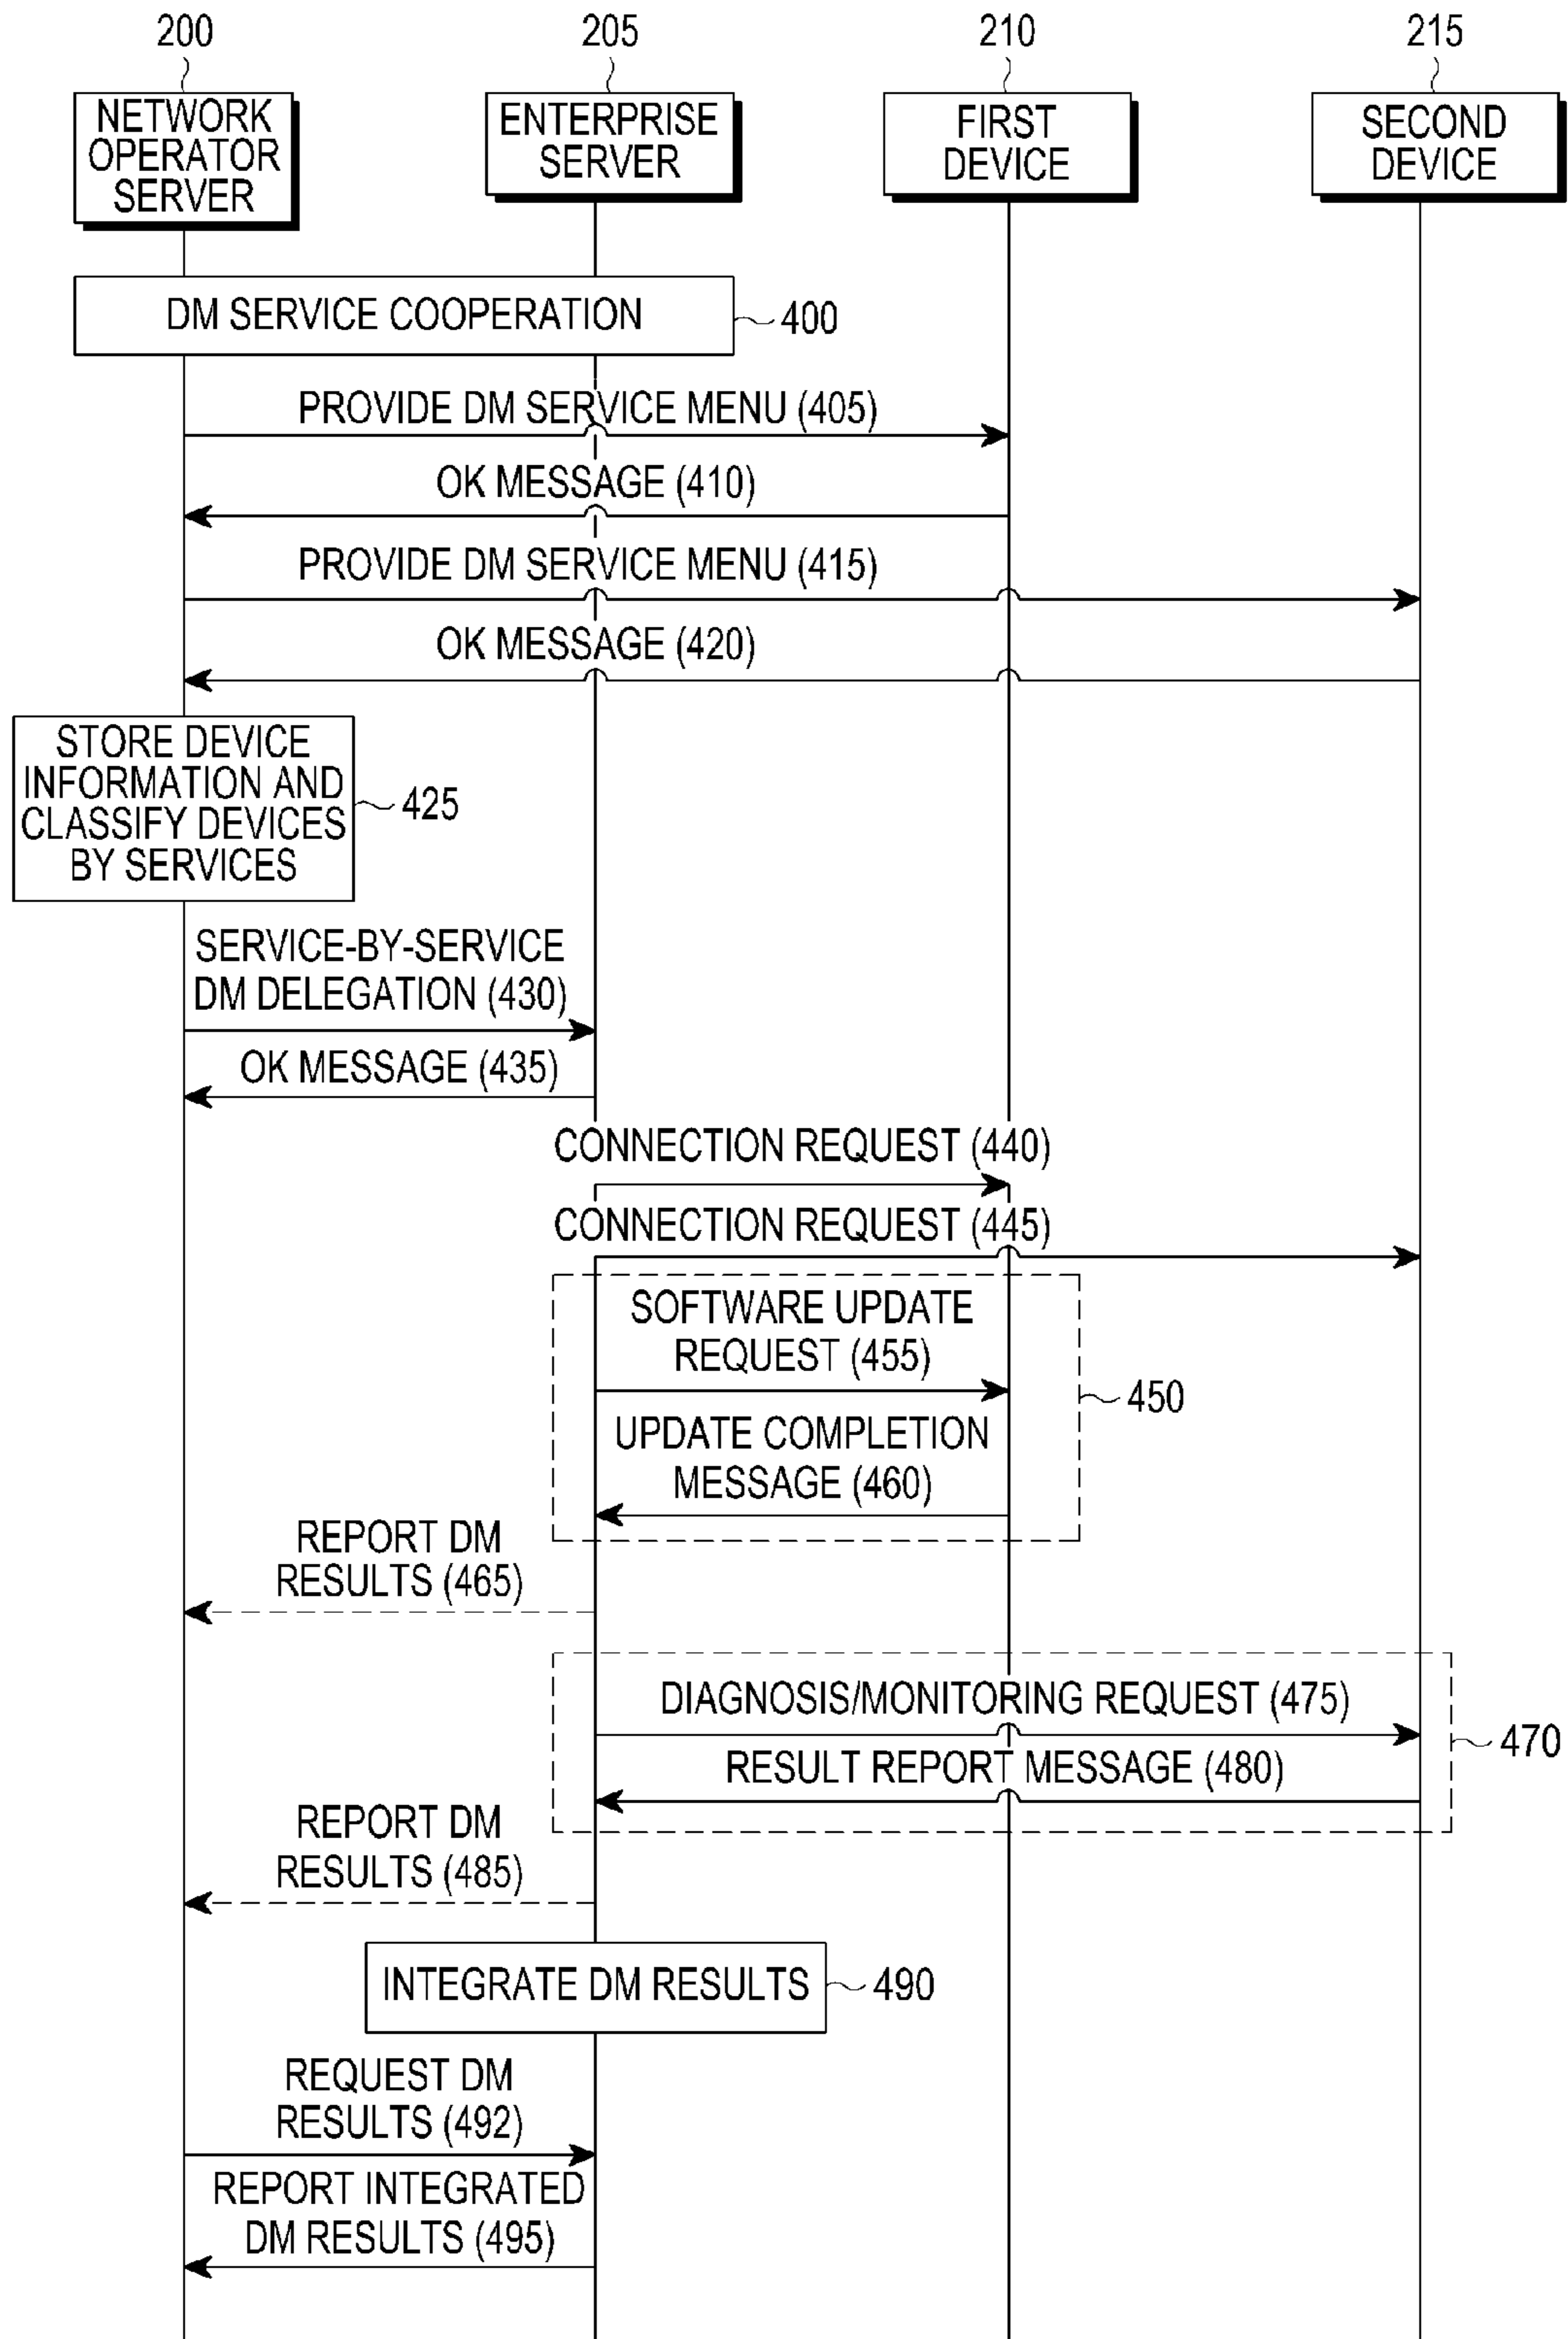 200
205
210
215
NETWORK
OPERATOR
SERVER
ENTERPRISE
SERVER
FIRST
DEVICE
SECOND
DEVICE
DM SERVICE COOPERATION
400
PROVIDE DM SERVICE MENU (405)
OK MESSAGE (410)
PROVIDE DM SERVICE MENU (415)
OK MESSAGE (420)
STORE DEVICE
INFORMATION AND
CLASSIFY DEVICES
BY SERVICES
425
SERVICE-BY-SERVICE
DM DELEGATION (430)
OK MESSAGE (435)
CONNECTION REQUEST (440)
CONNECTION REQUEST (445)
SOFTWARE UPDATE
REQUEST (455)
450
UPDATE COMPLETION
MESSAGE (460)
REPORT DM
RESULTS (465)
DIAGNOSIS/MONITORING REQUEST (475)
470
RESULT REPORT MESSAGE (480)
REPORT DM
RESULTS (485)
INTEGRATE DM RESULTS
490
REQUEST DM
RESULTS (492)
REPORT INTEGRATED
DM RESULTS (495)